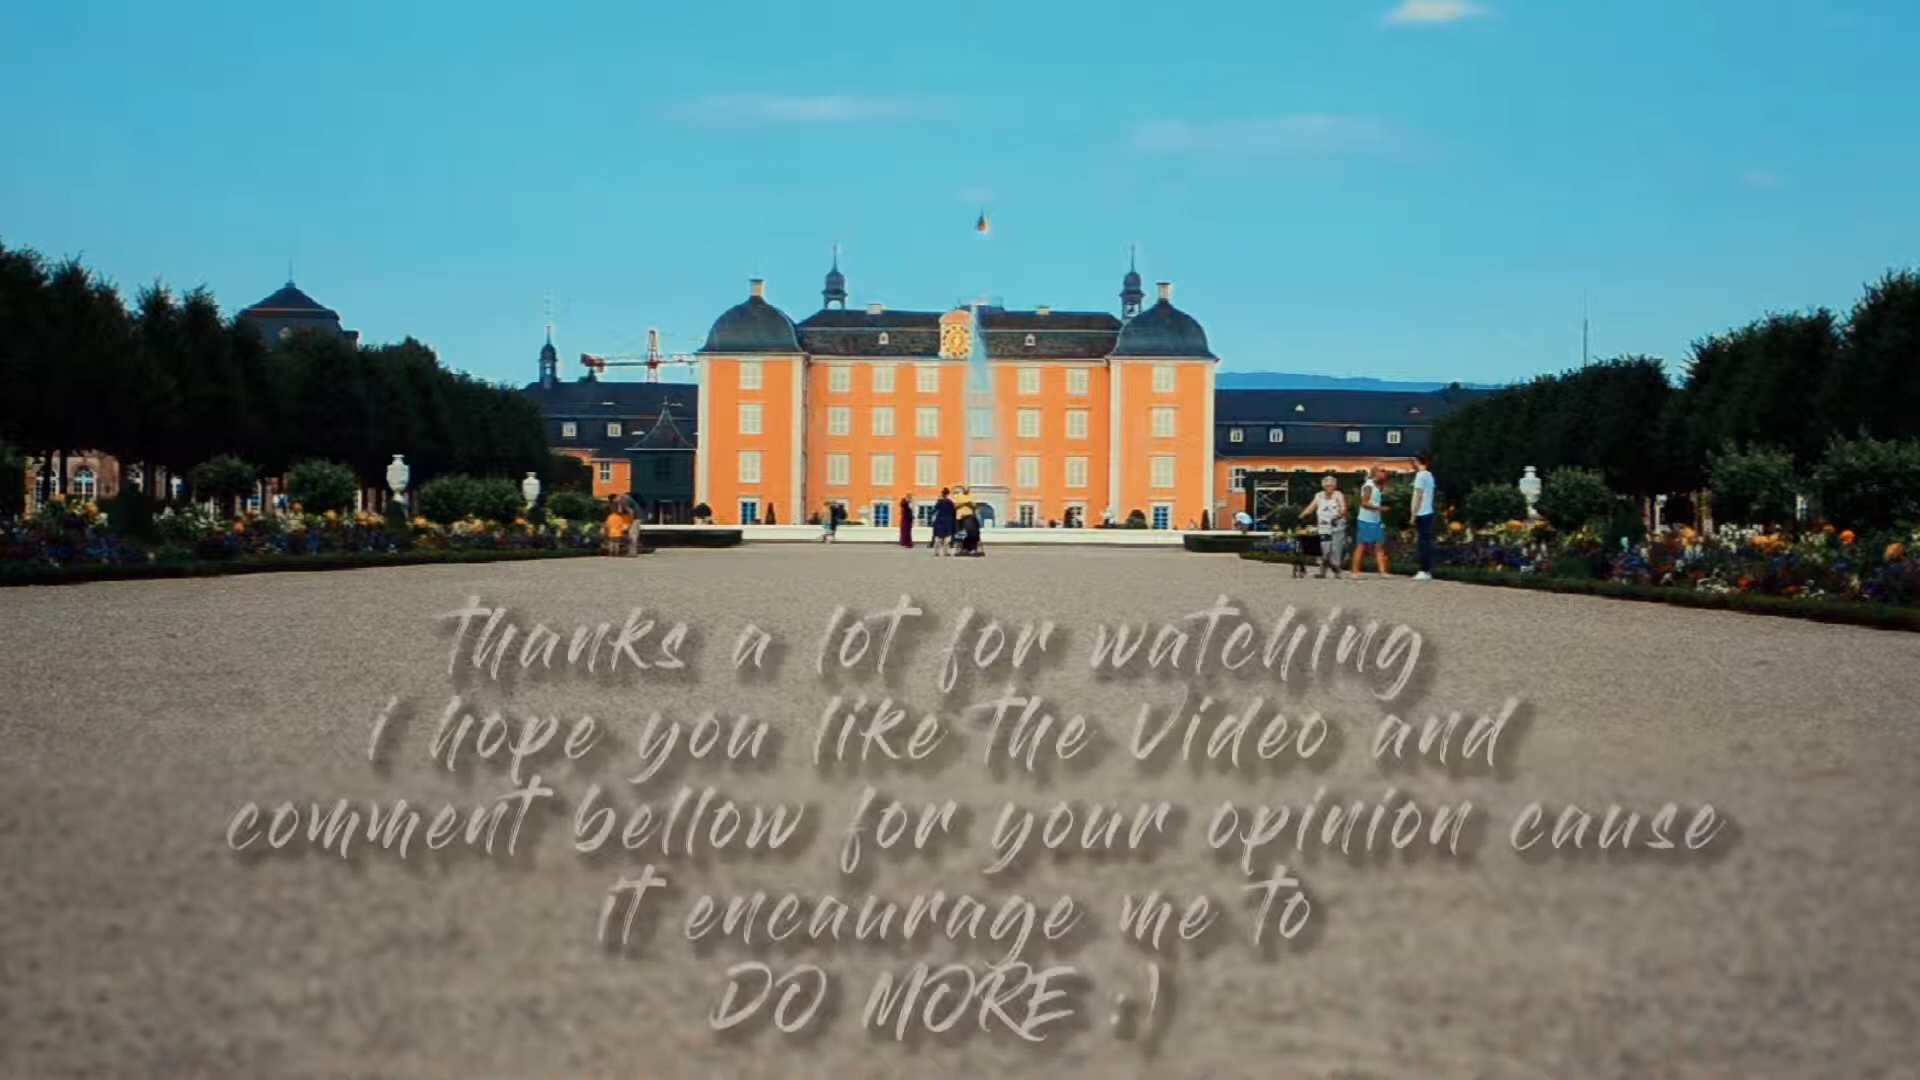 thanks a lot for watching
i hope you like the Video and
comment bellow for your opinion cause
it encaurage me to
DO MORE ;)